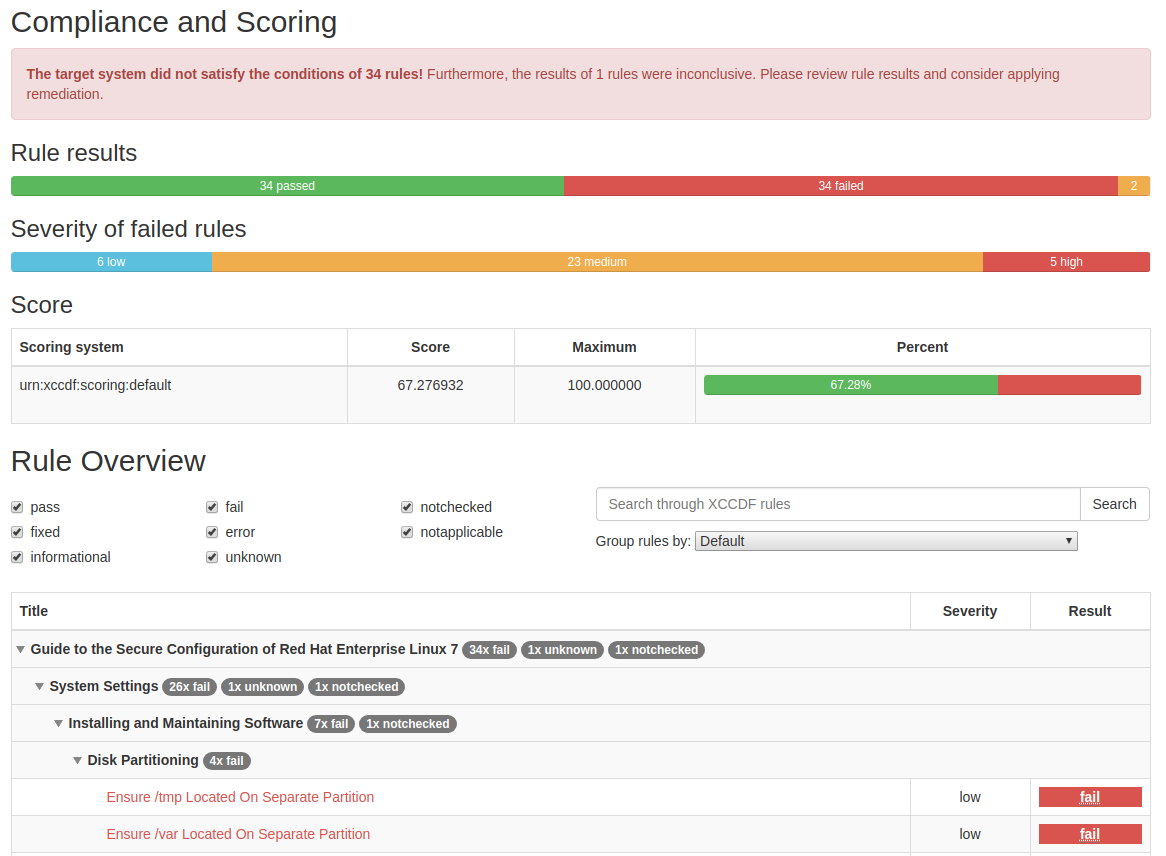 Compliance and Scoring
The target system did not satisfy the conditions of 34 rules! Furthermore, the results of 1 rules were inconclusive. Please review rule results and consider applying
remediation.
Rule results
34 passed 34 failed 2
Severity of failed rules
6 low 23 medium 5 high
Score
Scoring system Score Maximum Percent
urn:xccdf:scoring:default 67.276932 100.000000 67.28%
Rule Overview
pass fail notchecked Search through XCCDF rules Search
fixed error notapplicable Group rules by: Default
informational unknown
Title Severity Result
Guide to the Secure Configuration of Red Hat Enterprise Linux 7 34x fail 1x unknown 1x notchecked
System Settings 26x fail 1x unknown 1x notchecked
Installing and Maintaining Software 7x fail 1x notchecked
Disk Partitioning 4x fail
Ensure /tmp Located On Separate Partition low fail
Ensure /var Located On Separate Partition low fail